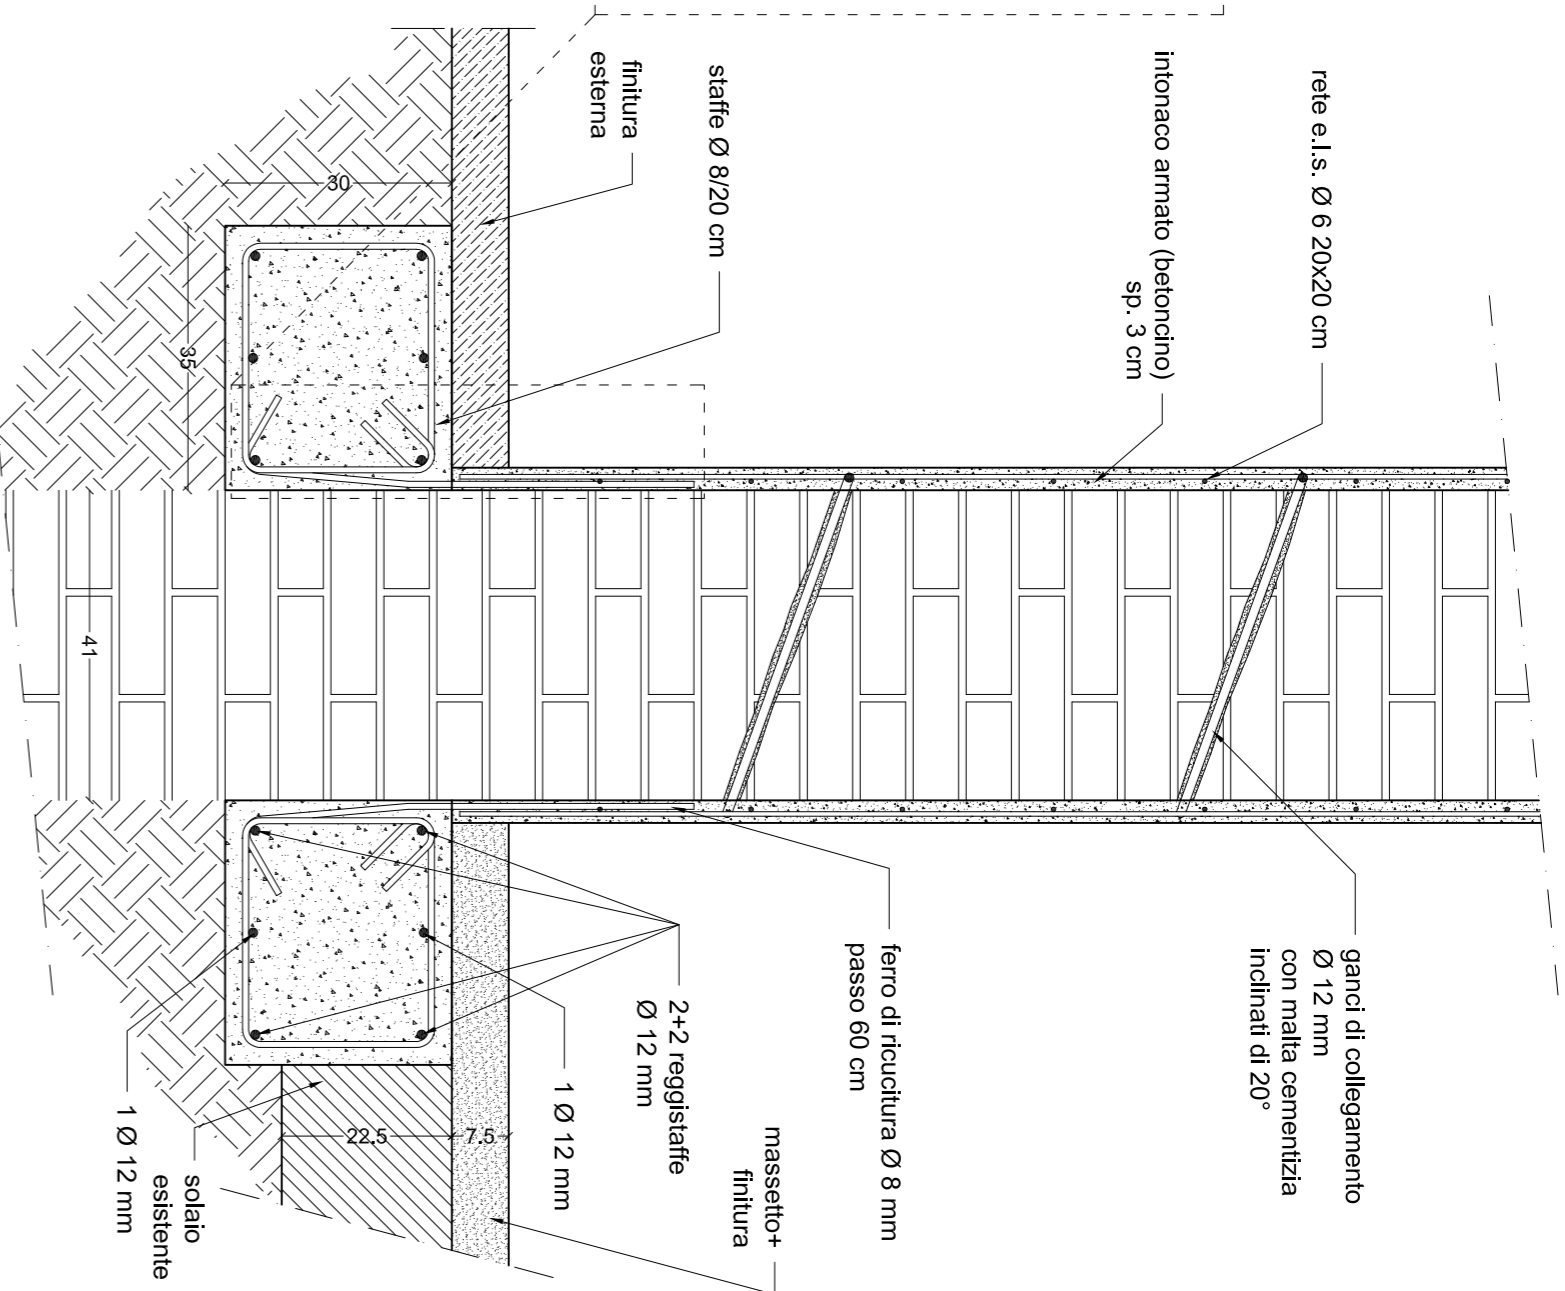 rete e.l.s. Ø 6 20x20 cm
intonaco armato (betoncino)
sp. 3 cm
staffe Ø 8/20 cm
finitura
esterna
ganci di collegamento
Ø 12 mm
con malta cementizia
inclinati di 20°
ferro di ricucitura Ø 8 mm
passo 60 cm
massetto+
finitura
2+2 reggistaffe
Ø 12 mm
1 Ø 12 mm
solaio
esistente
1 Ø 12 mm
30
35
41
22.5
7.5